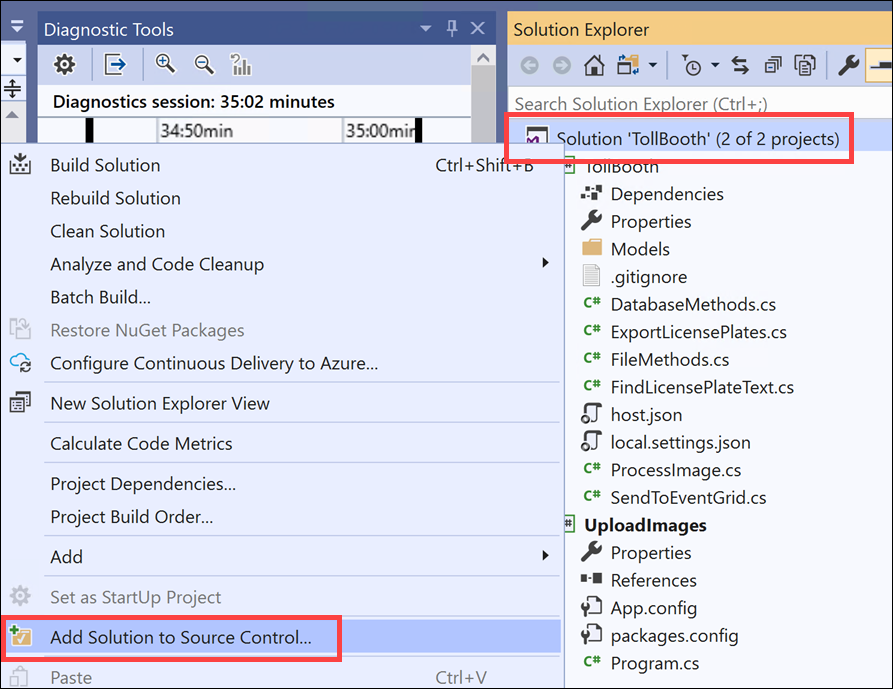 Diagnostic Tools
Diagnostics session: 35:02 minutes
34:50min
35:00min
Build Solution Ctrl+Shift+B
Rebuild Solution
Clean Solution
Analyze and Code Cleanup
Batch Build...
Restore NuGet Packages
Configure Continuous Delivery to Azure...
New Solution Explorer View
Calculate Code Metrics
Project Dependencies...
Project Build Order...
Add
Set as StartUp Project
Add Solution to Source Control...
Paste Ctrl+V
Solution Explorer
Search Solution Explorer (Ctrl+;)
Solution 'TollBooth' (2 of 2 projects)
TollBooth
Dependencies
Properties
Models
.gitignore
C# DatabaseMethods.cs
C# ExportLicensePlates.cs
C# FileMethods.cs
C# FindLicensePlateText.cs
host.json
local.settings.json
C# ProcessImage.cs
C# SendToEventGrid.cs
UploadImages
Properties
References
App.config
packages.config
C# Program.cs